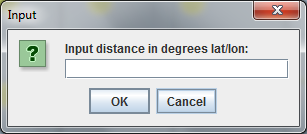 Input
Input distance in degrees lat/lon:
OK
Cancel